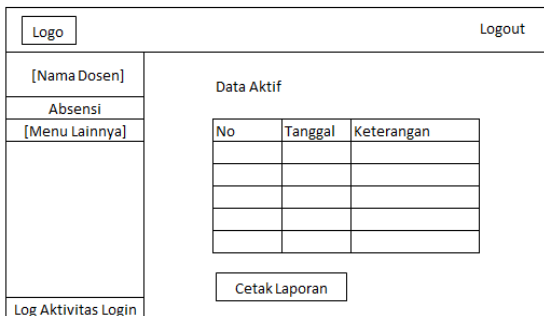 Logo
Logout
[Nama Dosen]
Absensi
[Menu Lainnya]
Data Aktif
No Tanggal Keterangan
Cetak Laporan
Log Aktivitas Login